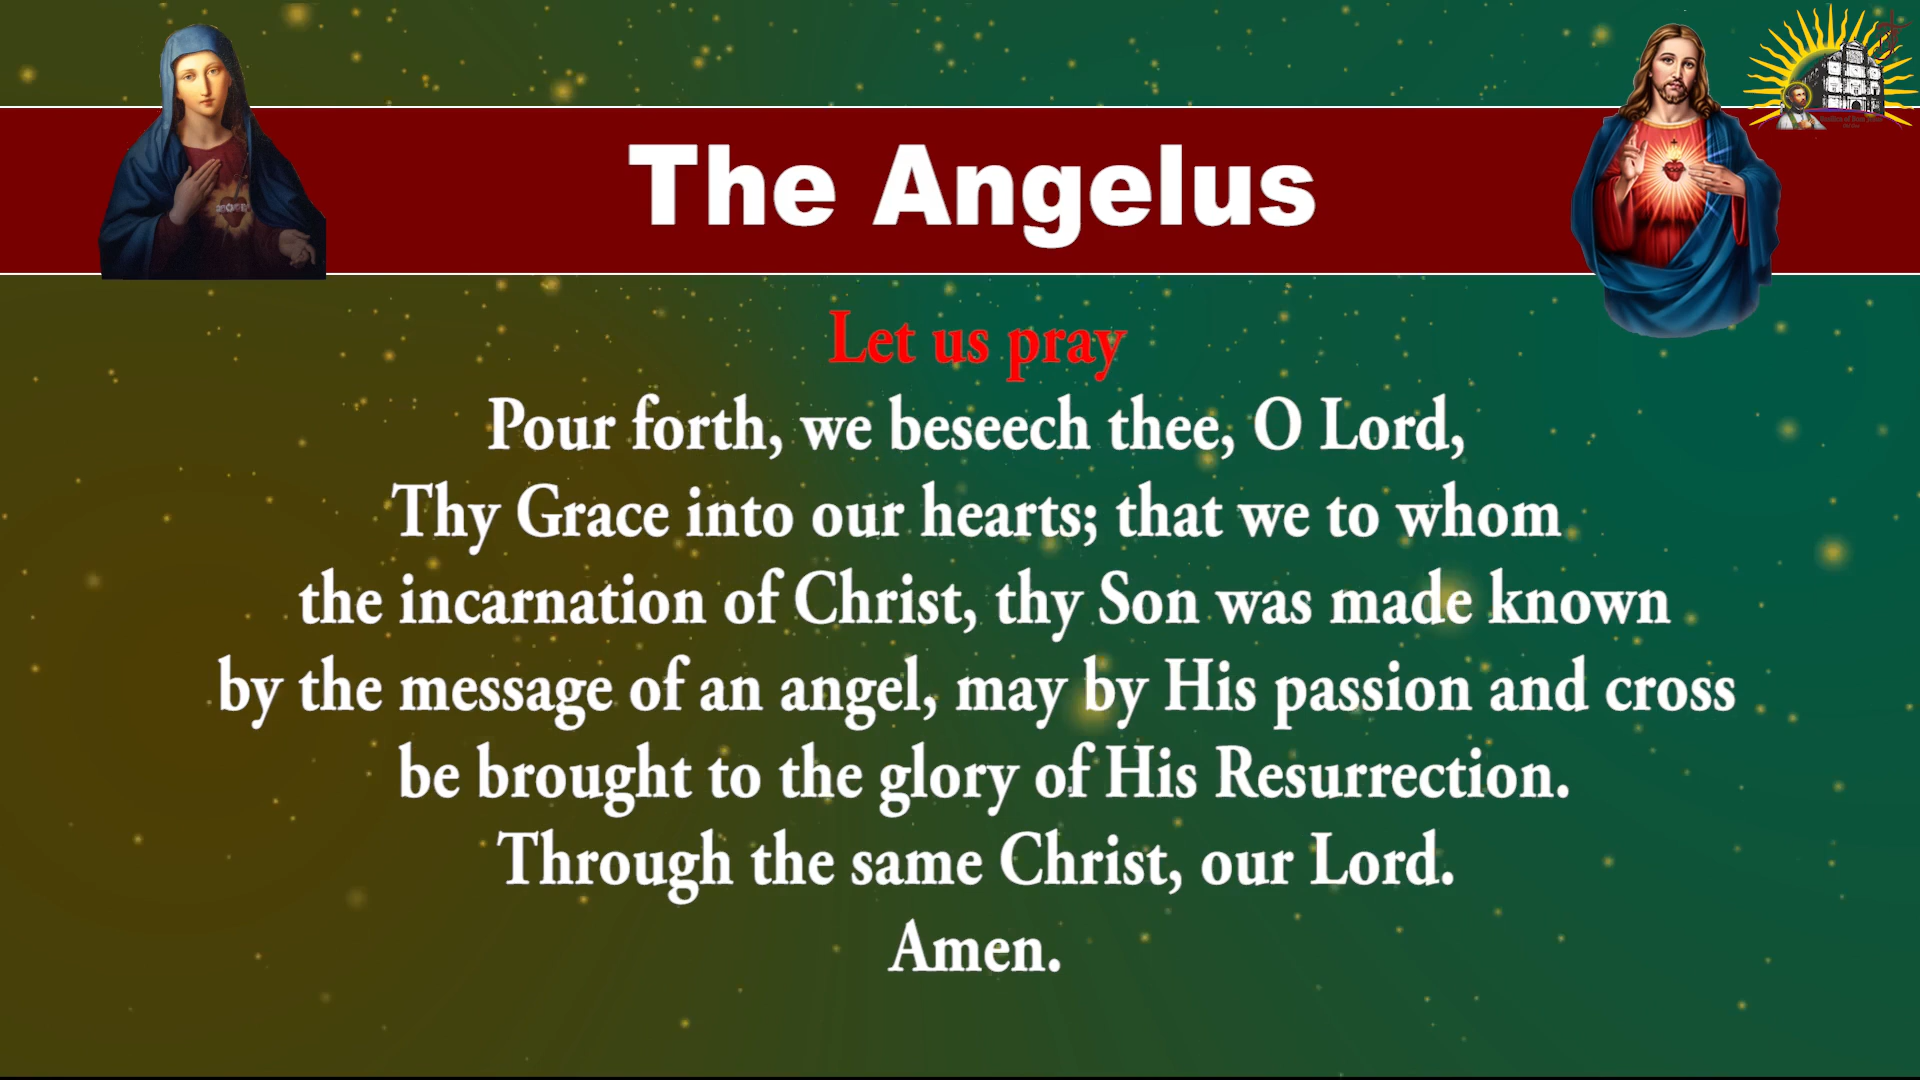 The Angelus
Let us pray
Pour forth, we beseech thee, O Lord,
Thy Grace into our hearts; that we to whom
the incarnation of Christ, thy Son was made known
by the message of an angel, may by His passion and cross
be brought to the glory of His Resurrection.
Through the same Christ, our Lord.
Amen.